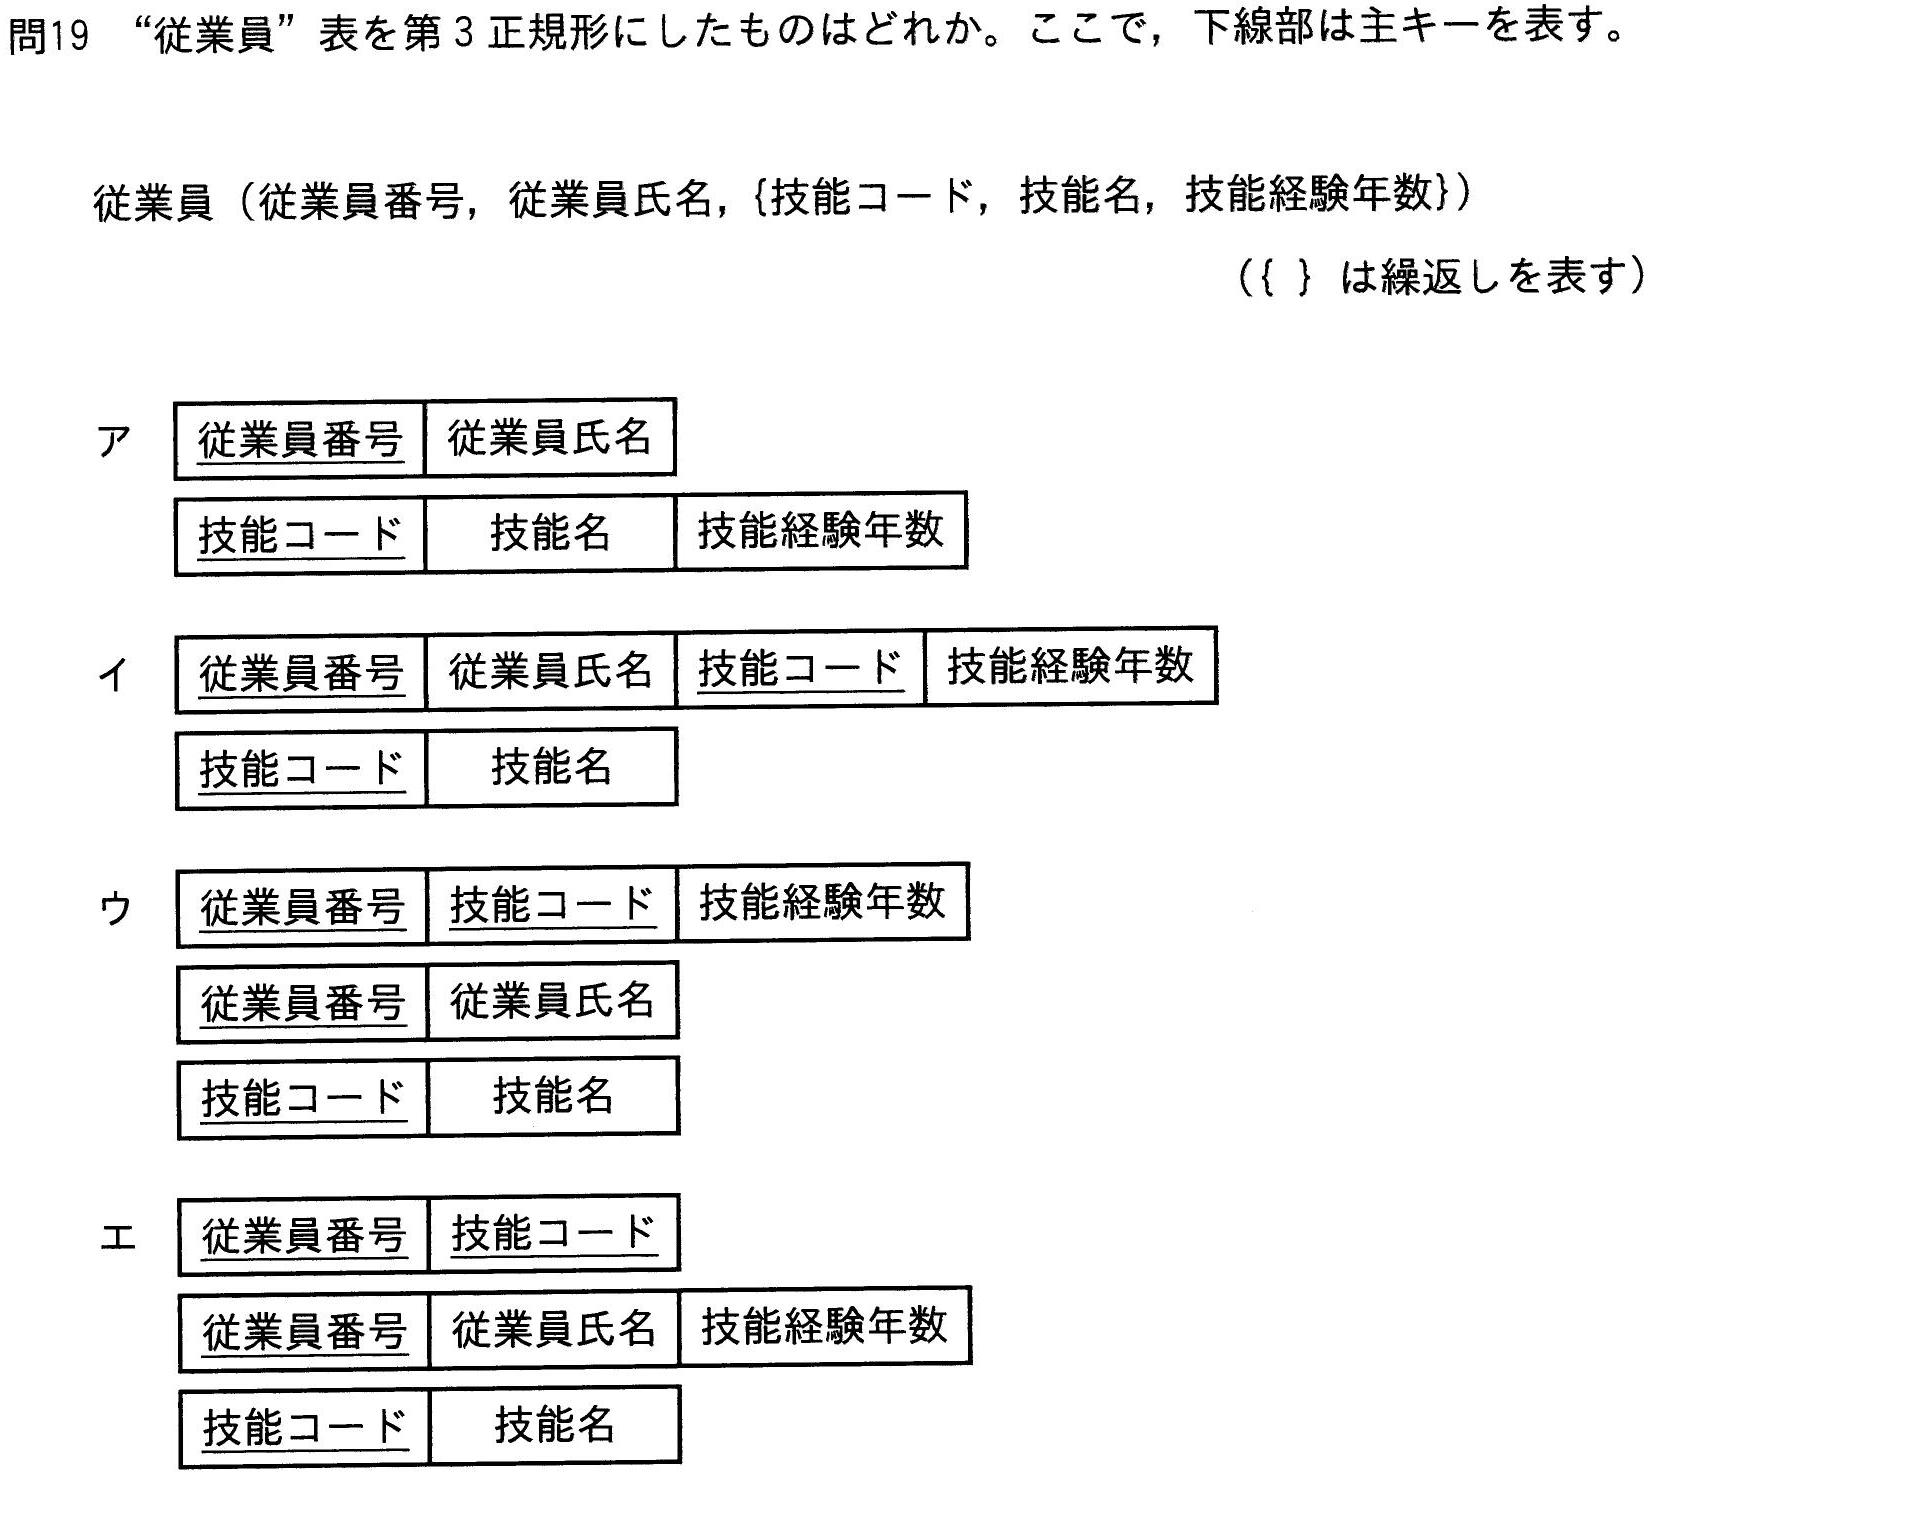 問19 “従業員”表を第3正規形にしたものはどれか。ここで，下線部は主キーを表す。
従業員（従業員番号，従業員氏名，{技能コード，技能名，技能経験年数}）
（{ } は繰返しを表す）
ア 従業員番号 従業員氏名
技能コード 技能名 技能経験年数
イ 従業員番号 従業員氏名 技能コード 技能経験年数
技能コード 技能名
ウ 従業員番号 技能コード 技能経験年数
従業員番号 従業員氏名
技能コード 技能名
エ 従業員番号 技能コード
従業員番号 従業員氏名 技能経験年数
技能コード 技能名